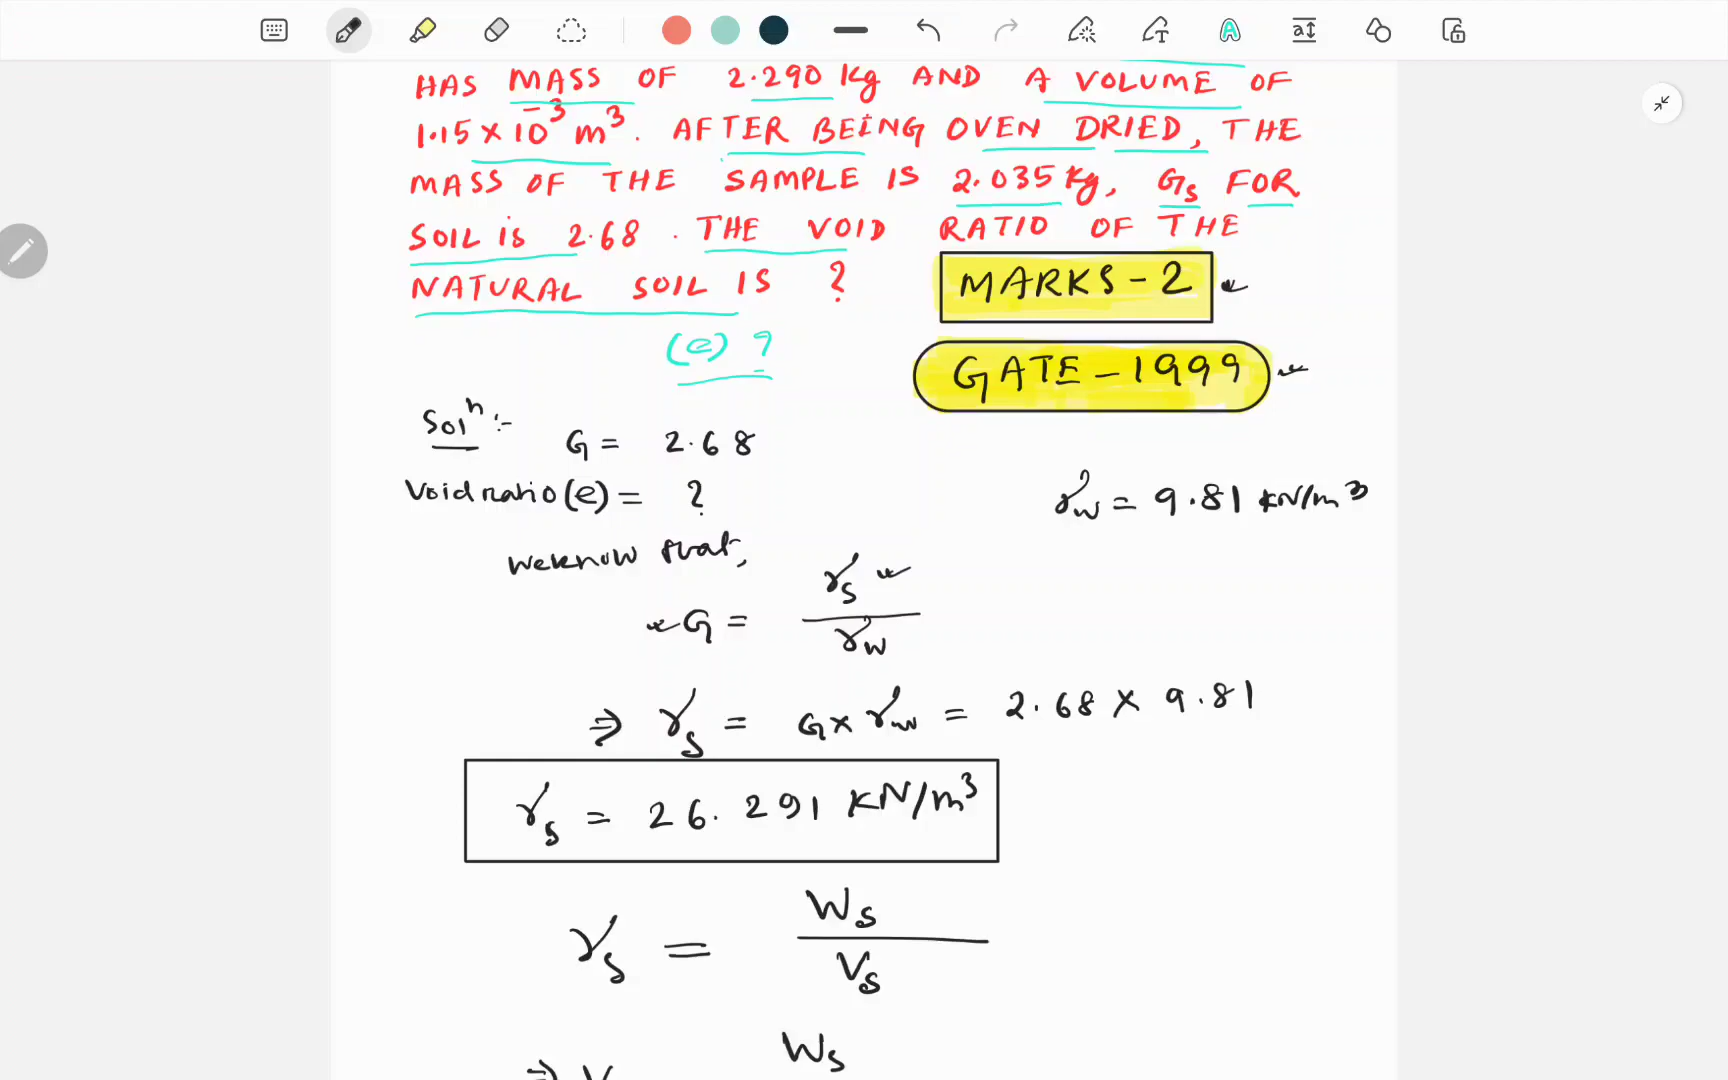 HAS MASS OF 2.290 Kg AND A VOLUME OF
1.15 x 10⁻³ m³. AFTER BEING OVEN DRIED, THE
MASS OF THE SAMPLE IS 2.035 Kg, Gs FOR
SOIL is 2.68. THE VOID RATIO OF THE
NATURAL SOIL IS ?
MARKS - 2
(e) ?
GATE - 1999
Solⁿ :-
G = 2.68
Void ratio (e) = ?
γw = 9.81 kN/m³
we know that,
G = γs / γw
⇒ γs = G x γw = 2.68 x 9.81
γs = 26.291 KN/m³
γs = Ws / Vs
Ws